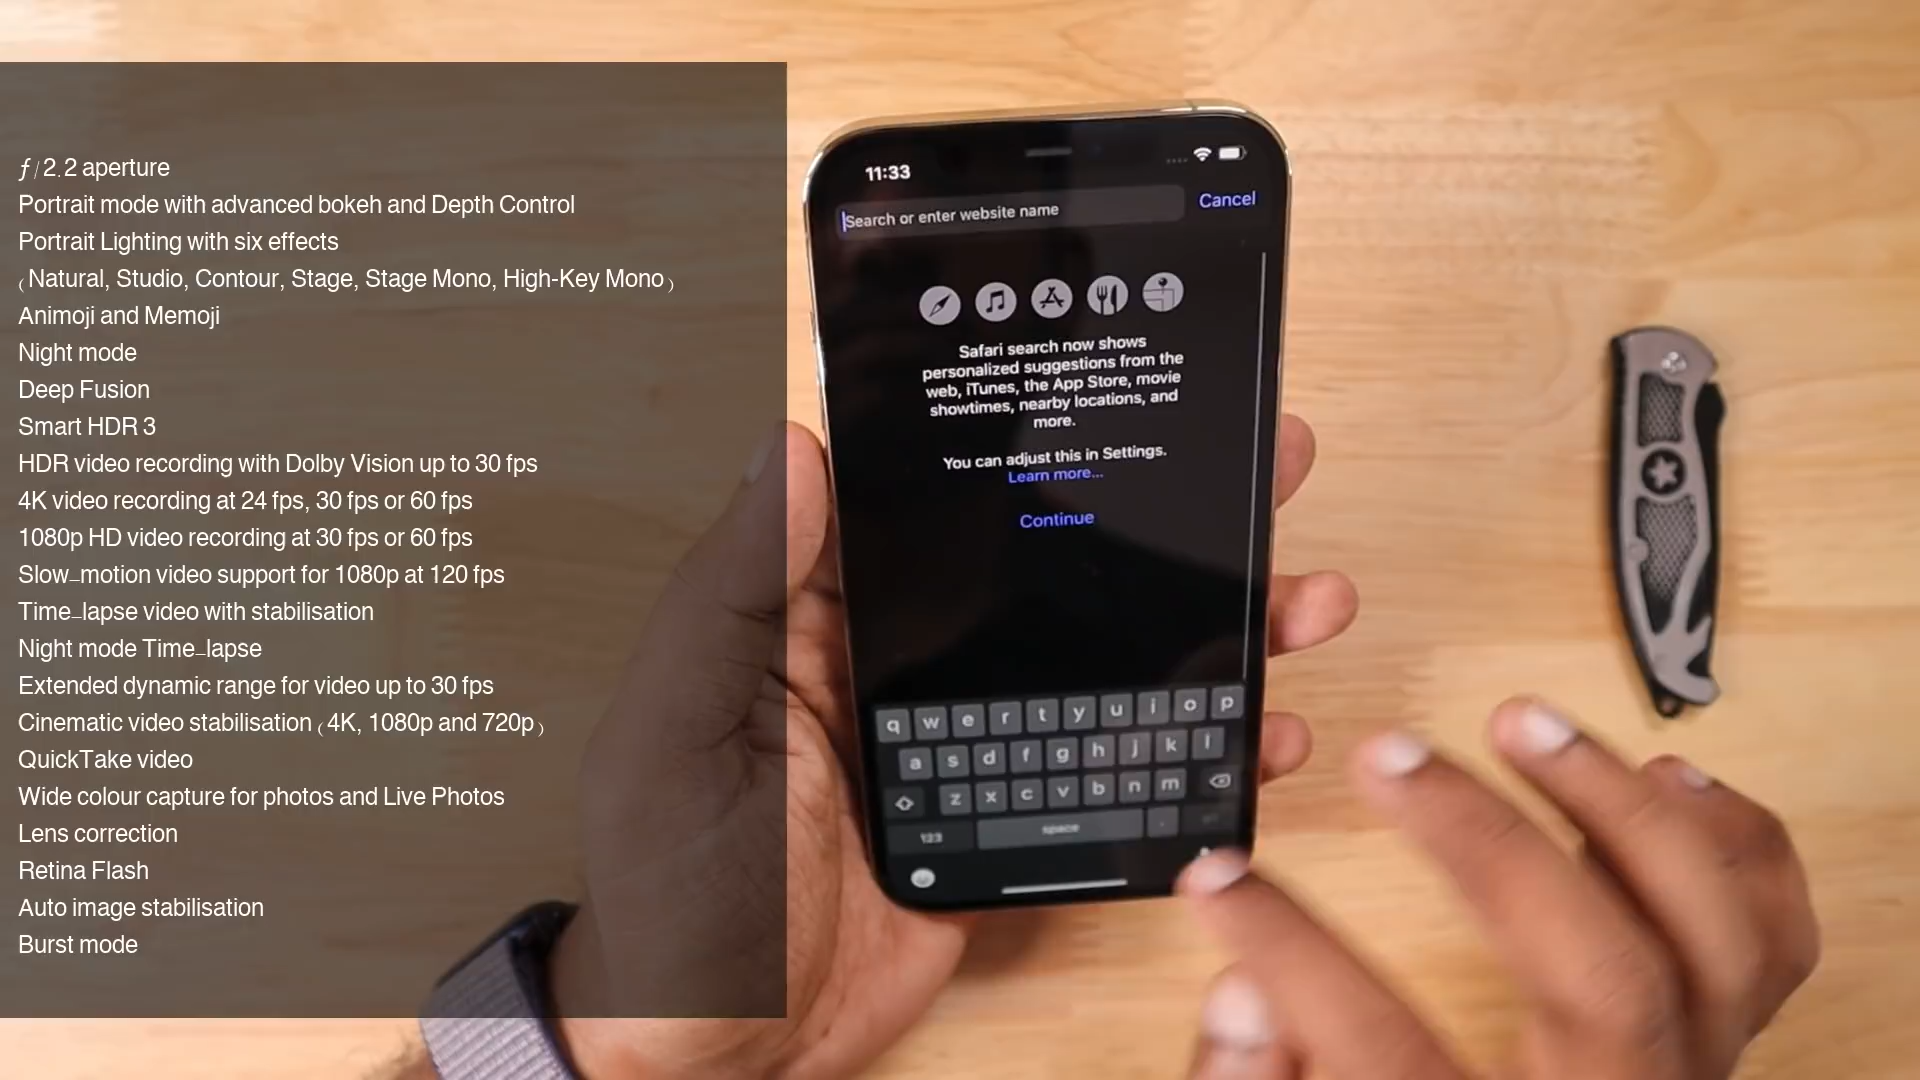 ƒ/2.2 aperture
Portrait mode with advanced bokeh and Depth Control
Portrait Lighting with six effects
(Natural, Studio, Contour, Stage, Stage Mono, High-Key Mono)
Animoji and Memoji
Night mode
Deep Fusion
Smart HDR 3
HDR video recording with Dolby Vision up to 30 fps
4K video recording at 24 fps, 30 fps or 60 fps
1080p HD video recording at 30 fps or 60 fps
Slow-motion video support for 1080p at 120 fps
Time-lapse video with stabilisation
Night mode Time-lapse
Extended dynamic range for video up to 30 fps
Cinematic video stabilisation (4K, 1080p and 720p)
QuickTake video
Wide colour capture for photos and Live Photos
Lens correction
Retina Flash
Auto image stabilisation
Burst mode
11:33
Search or enter website name Cancel
Safari search now shows
personalized suggestions from the
web, iTunes, the App Store, movie
showtimes, nearby locations, and
more.
You can adjust this in Settings.
Learn more...
Continue
q w e r t y u i o p
a s d f g h j k l
z x c v b n m
123 space .